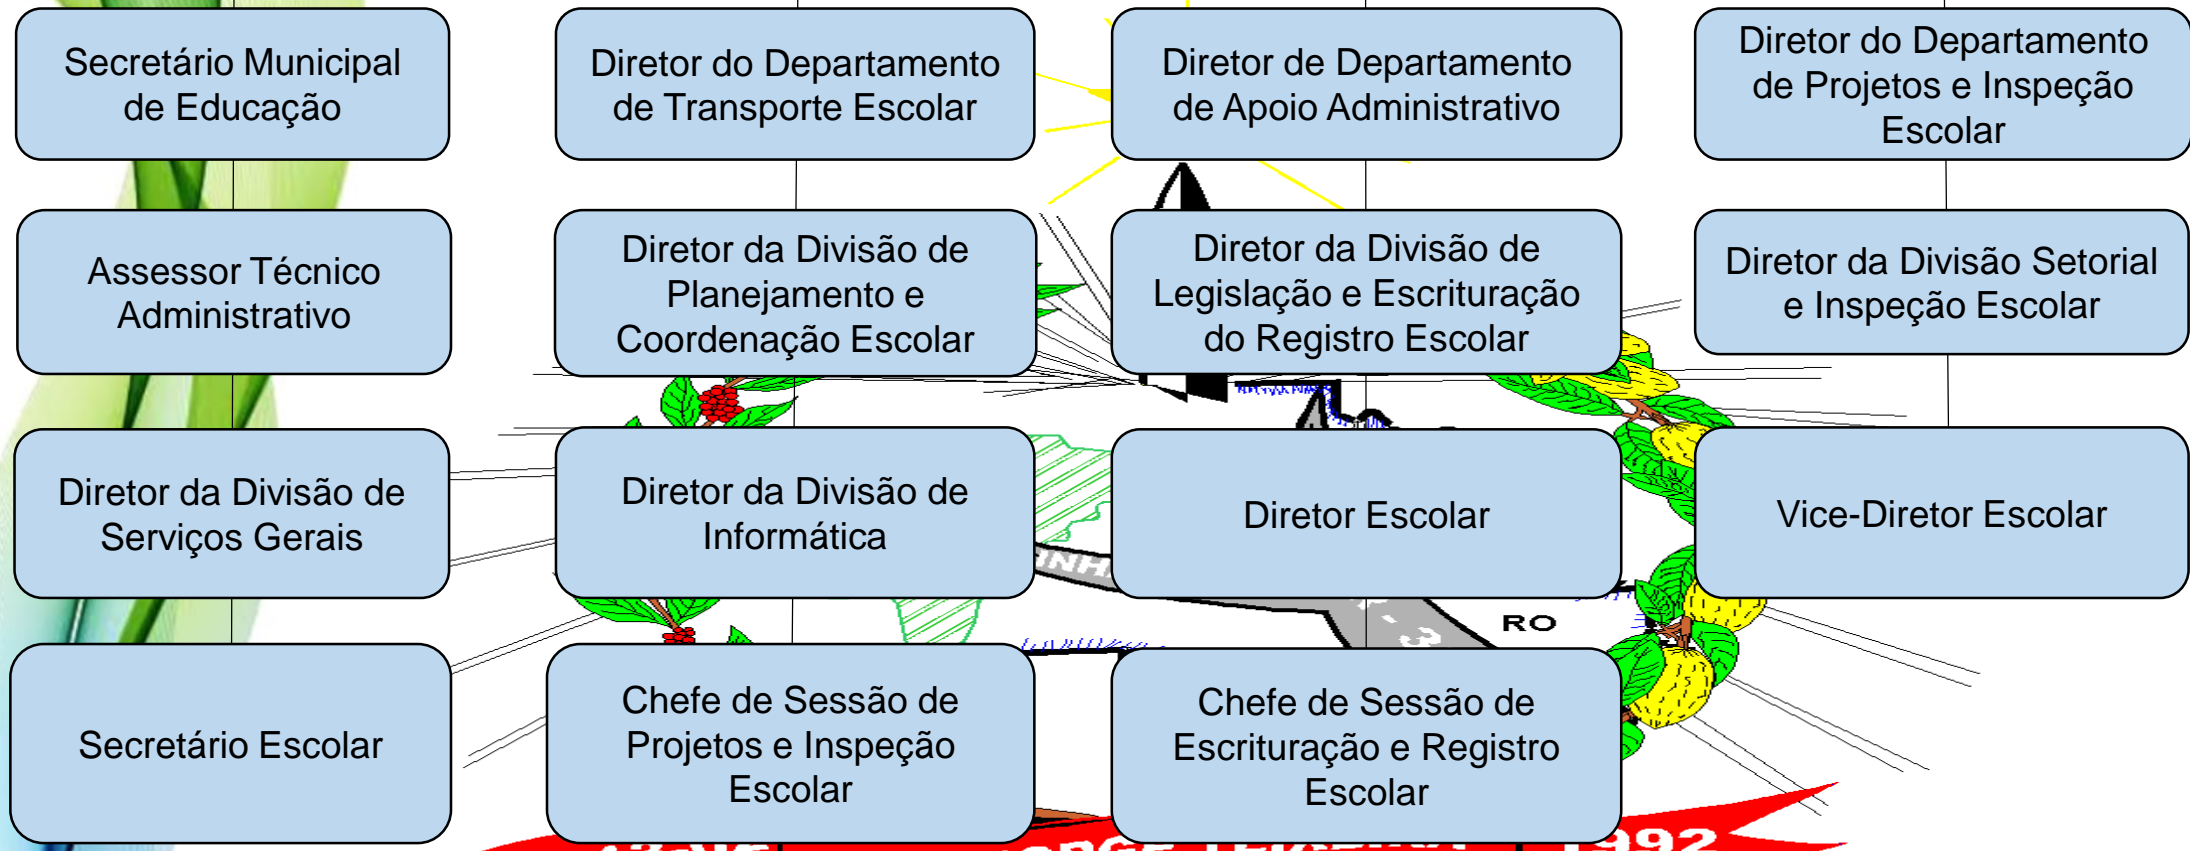 Secretário Municipal
de Educação
Diretor do Departamento
de Transporte Escolar
Diretor de Departamento
de Apoio Administrativo
Diretor do Departamento
de Projetos e Inspeção
Escolar
Assessor Técnico
Administrativo
Diretor da Divisão de
Planejamento e
Coordenação Escolar
Diretor da Divisão de
Legislação e Escrituração
do Registro Escolar
Diretor da Divisão Setorial
e Inspeção Escolar
Diretor da Divisão de
Serviços Gerais
Diretor da Divisão de
Informática
Diretor Escolar
Vice-Diretor Escolar
RO
Secretário Escolar
Chefe de Sessão de
Projetos e Inspeção
Escolar
Chefe de Sessão de
Escrituração e Registro
Escolar
1992